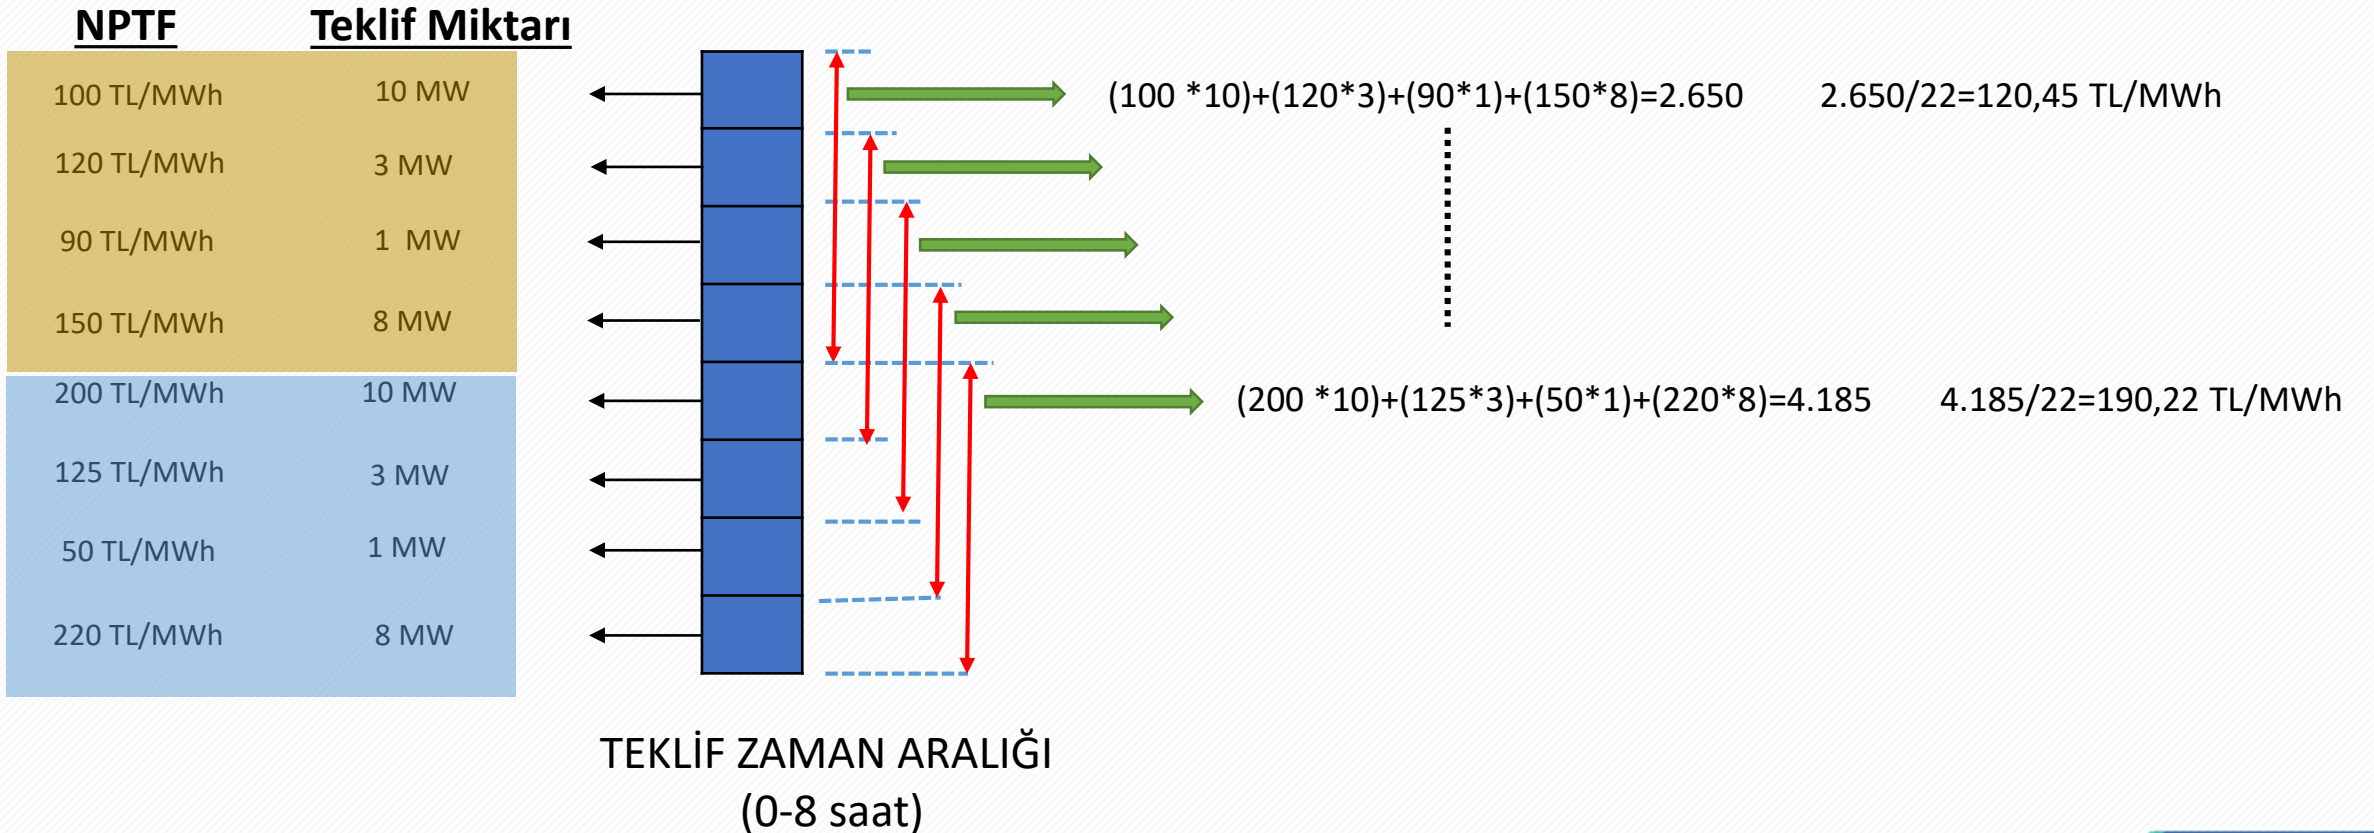 NPTF Teklif Miktarı
100 TL/MWh 10 MW (100 *10)+(120*3)+(90*1)+(150*8)=2.650 2.650/22=120,45 TL/MWh
120 TL/MWh 3 MW
90 TL/MWh 1 MW
150 TL/MWh 8 MW
200 TL/MWh 10 MW (200 *10)+(125*3)+(50*1)+(220*8)=4.185 4.185/22=190,22 TL/MWh
125 TL/MWh 3 MW
50 TL/MWh 1 MW
220 TL/MWh 8 MW
TEKLİF ZAMAN ARALIĞI
(0-8 saat)